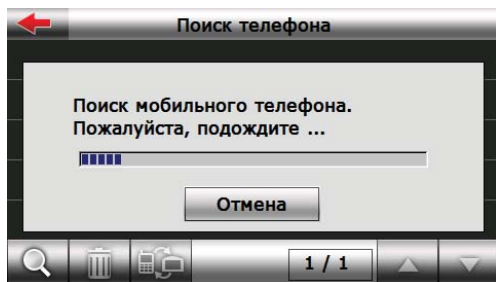 Поиск телефона
Поиск мобильного телефона.
Пожалуйста, подождите ...
Отмена
1 / 1